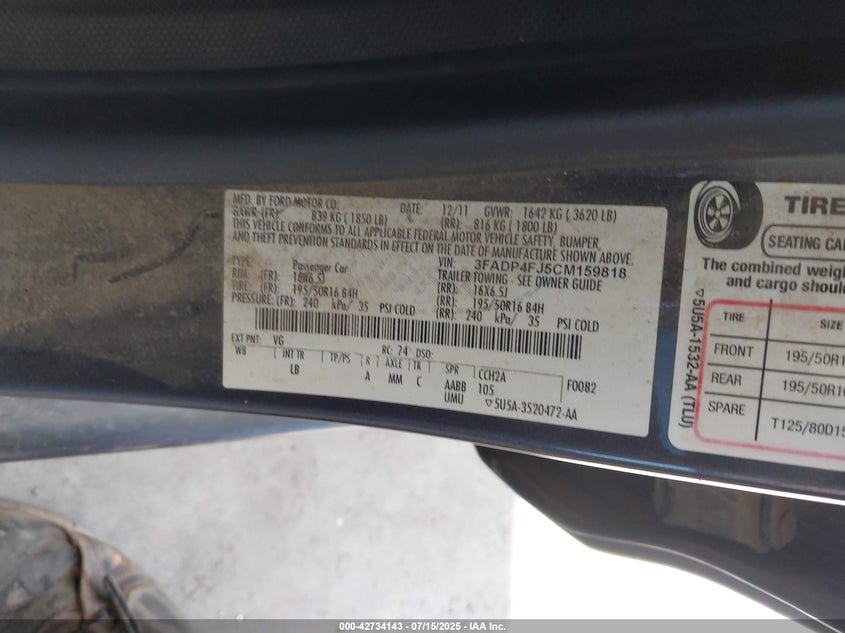 MFD. BY FORD MOTOR CO.
DATE: 12/11 GVWR: 1642 KG ( 3620 LB)
GAWR: (FR): 839 KG ( 1850 LB) (RR): 816 KG ( 1800 LB)
THIS VEHICLE CONFORMS TO ALL APPLICABLE FEDERAL MOTOR VEHICLE SAFETY, BUMPER,
AND THEFT PREVENTION STANDARDS IN EFFECT ON THE DATE OF MANUFACTURE SHOWN ABOVE.
VIN: 3FADP4FJ5CM159818
TYPE: Passenger Car TRAILER TOWING - SEE OWNER GUIDE
RIM: (FR): 16X6.5J (RR): 16X6.5J
TIRE: (FR): 195/50R16 84H (RR): 195/50R16 84H
PRESSURE: (FR): 240 kPa/ 35 PSI COLD (RR): 240 kPa/ 35 PSI COLD
EXT PNT: VG RC: 74 DSO:
WB INT TR TP/PS R AXLE TR SPR CCH2A F0082
LB A MM C AABB 105
UMU ▽5U5A-3520472-AA
TIRE
SEATING CA
The combined weigh
and cargo shoul
▽5U5A-1532-AA (TLU)
TIRE SIZE
FRONT 195/50R1
REAR 195/50R1
SPARE T125/80D15
000-42734143 | 07/15/2025 - IAA Inc.